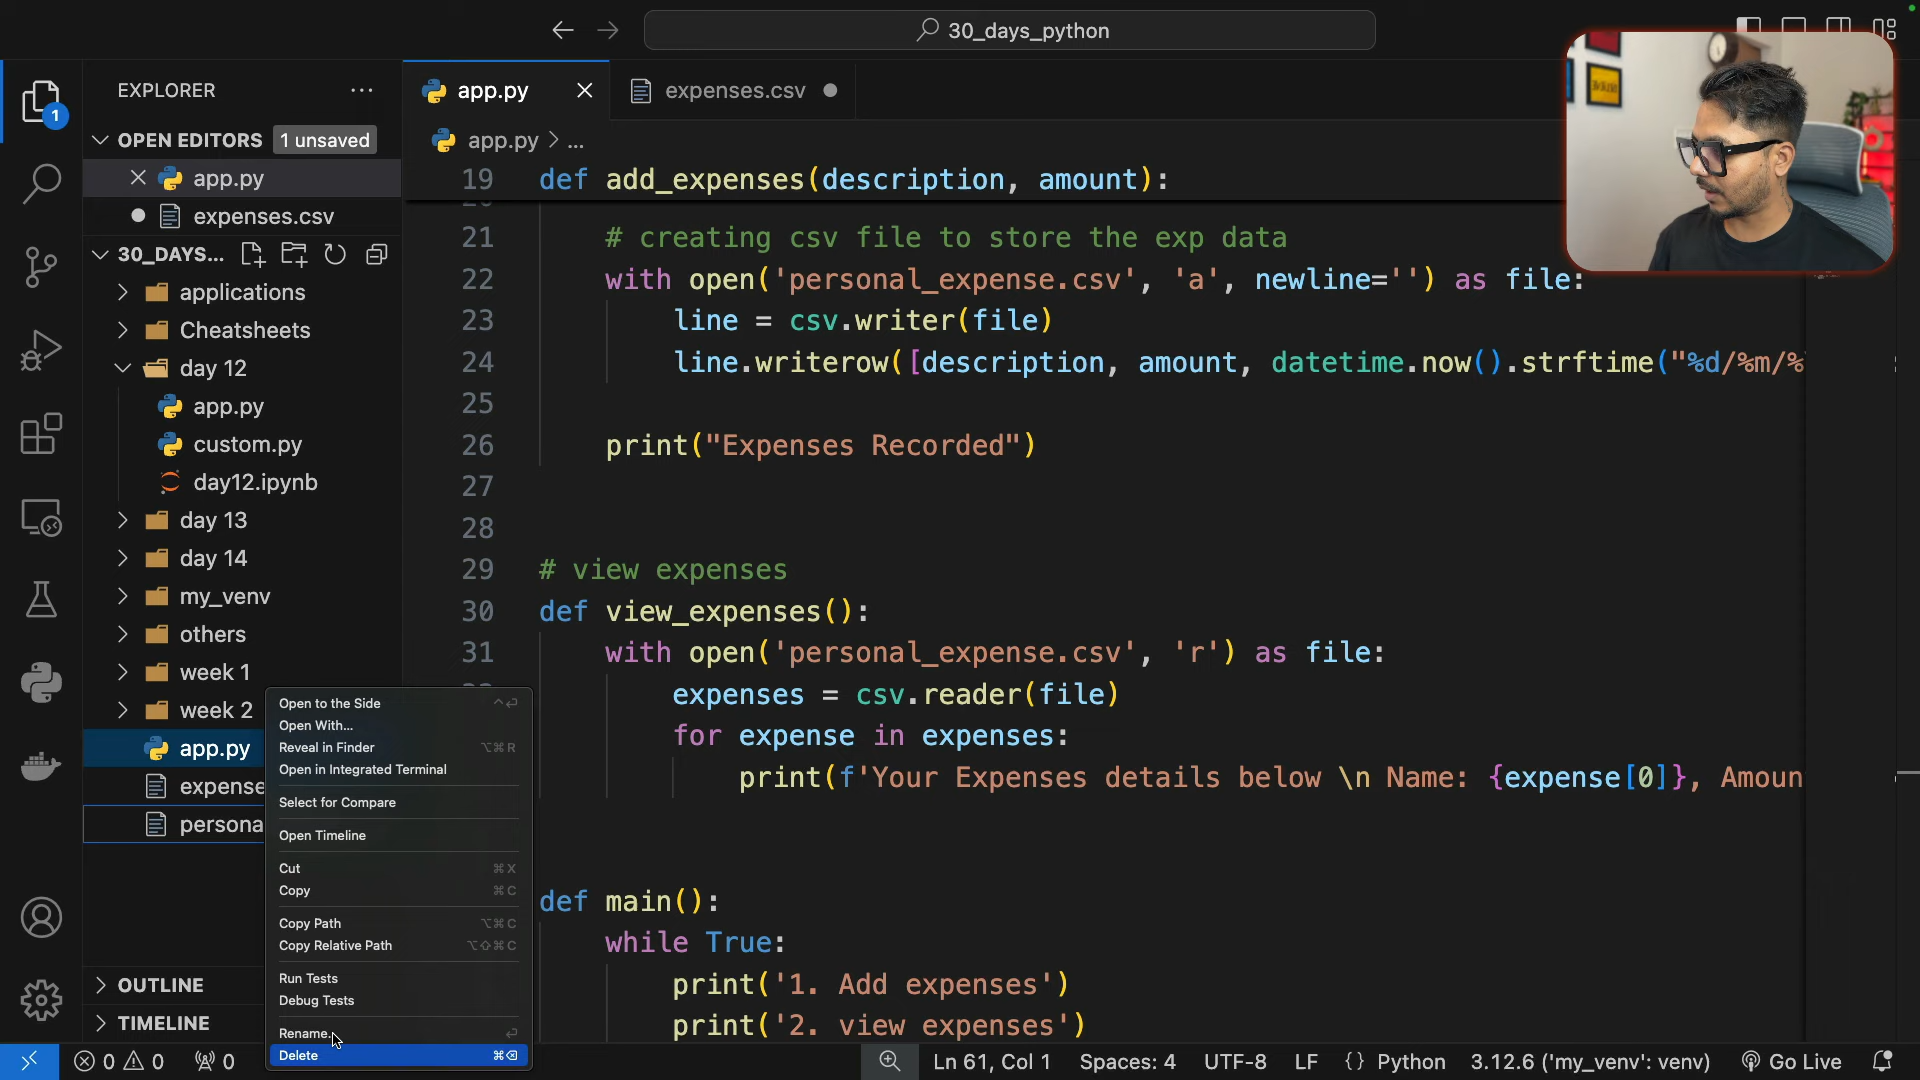 30_days_python
EXPLORER
1
OPEN EDITORS 1 unsaved
app.py
expenses.csv
30_DAYS...
applications
Cheatsheets
day 12
app.py
custom.py
day12.ipynb
day 13
day 14
my_venv
others
week 1
week 2
app.py
expense
persona
OUTLINE
TIMELINE
Open to the Side
Open With...
Reveal in Finder ⌥⌘R
Open in Integrated Terminal
Select for Compare
Open Timeline
Cut ⌘X
Copy ⌘C
Copy Path ⌥⌘C
Copy Relative Path ⌥⇧⌘C
Run Tests
Debug Tests
Rename...
Delete ⌘⌫
app.py expenses.csv
app.py > ...
19 def add_expenses(description, amount):
21 # creating csv file to store the exp data
22 with open('personal_expense.csv', 'a', newline='') as file:
23 line = csv.writer(file)
24 line.writerow([description, amount, datetime.now().strftime("%d/%m/%
25
26 print("Expenses Recorded")
27
28
29 # view expenses
30 def view_expenses():
31 with open('personal_expense.csv', 'r') as file:
expenses = csv.reader(file)
for expense in expenses:
print(f'Your Expenses details below \n Name: {expense[0]}, Amoun
def main():
while True:
print('1. Add expenses')
print('2. view expenses')
0 0 0 Ln 61, Col 1 Spaces: 4 UTF-8 LF {} Python 3.12.6 ('my_venv': venv) Go Live